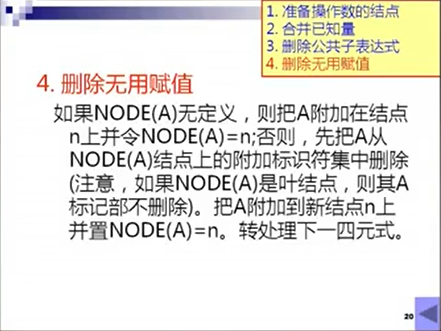 1. 准备操作数的结点
2. 合并已知量
3. 删除公共子表达式
4. 删除无用赋值
4. 删除无用赋值
如果NODE(A)无定义，则把A附加在结点
n上并令NODE(A)=n;否则，先把A从
NODE(A)结点上的附加标识符集中删除
(注意，如果NODE(A)是叶结点，则其A
标记部不删除)。把A附加到新结点n上
并置NODE(A)=n。转处理下一四元式。
20